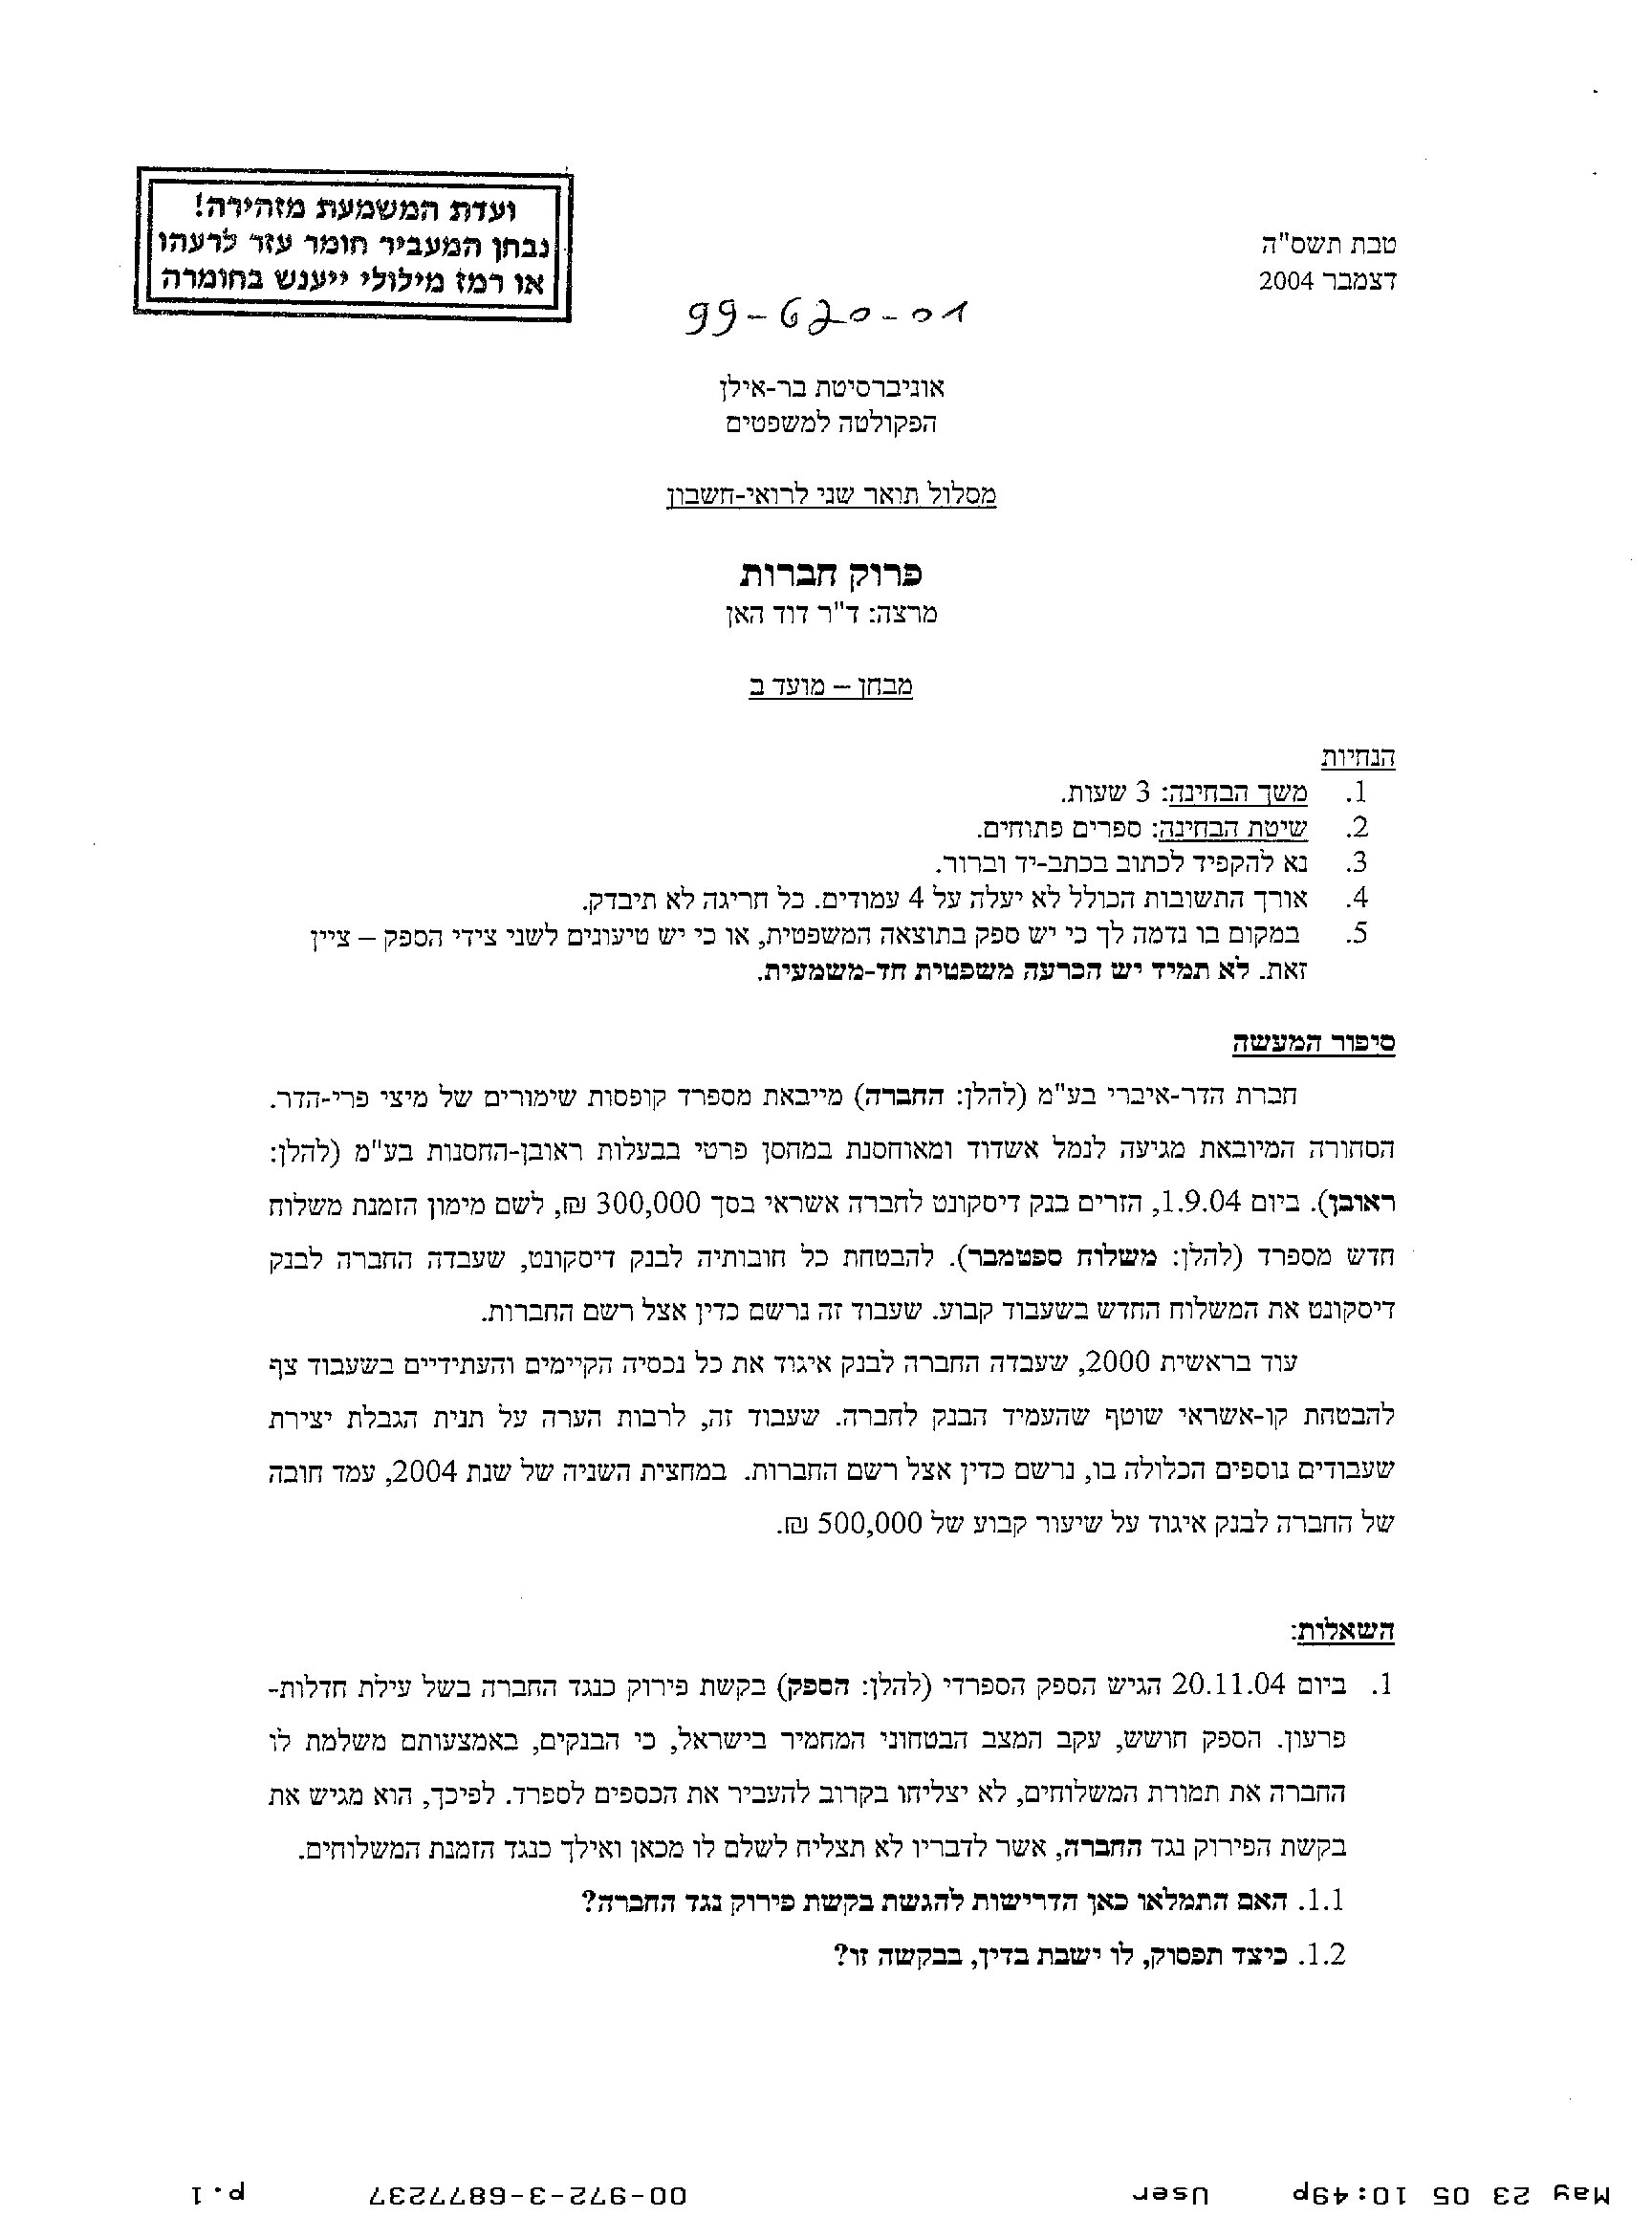 ועדת המשמעת מזהירה!
נבחן המעביר חומר עזר לרעהו
או רמז מילולי ייענש בחומרה
טבת תשס"ה
דצמבר 2004
99-620-01
אוניברסיטת בר-אילן
הפקולטה למשפטים
מסלול תואר שני לרואי-חשבון
פרוק חברות
מרצה: ד"ר דוד האן
מבחן – מועד ב
הנחיות
1. משך הבחינה: 3 שעות.
2. שיטת הבחינה: ספרים פתוחים.
3. נא להקפיד לכתוב בכתב-יד וברור.
4. אורך התשובות הכולל לא יעלה על 4 עמודים. כל חריגה לא תיבדק.
5. במקום בו נדמה לך כי יש ספק בתוצאה המשפטית, או כי יש טיעונים לשני צידי הספק – ציין
זאת. לא תמיד יש הכרעה משפטית חד-משמעית.
סיפור המעשה
חברת הדר-איברי בע"מ (להלן: החברה) מייבאת מספרד קופסות שימורים של מיצי פרי-הדר.
הסחורה המיובאת מגיעה לנמל אשדוד ומאוחסנת במחסן פרטי בבעלות ראובן-החסנות בע"מ (להלן:
ראובן). ביום 1.9.04, הזרים בנק דיסקונט לחברה אשראי בסך 300,000 ₪, לשם מימון הזמנת משלוח
חדש מספרד (להלן: משלוח ספטמבר). להבטחת כל חובותיה לבנק דיסקונט, שעבדה החברה לבנק
דיסקונט את המשלוח החדש בשעבוד קבוע. שעבוד זה נרשם כדין אצל רשם החברות.
עוד בראשית 2000, שעבדה החברה לבנק איגוד את כל נכסיה הקיימים והעתידיים בשעבוד צף
להבטחת קו-אשראי שוטף שהעמיד הבנק לחברה. שעבוד זה, לרבות הערה על תנית הגבלת יצירת
שעבודים נוספים הכלולה בו, נרשם כדין אצל רשם החברות. במחצית השניה של שנת 2004, עמד חובה
של החברה לבנק איגוד על שיעור קבוע של 500,000 ₪.
השאלות:
1. ביום 20.11.04 הגיש הספק הספרדי (להלן: הספק) בקשת פירוק כנגד החברה בשל עילת חדלות-
פרעון. הספק חושש, עקב המצב הבטחוני המחמיר בישראל, כי הבנקים, באמצעותם משלמת לו
החברה את תמורת המשלוחים, לא יצליחו בקרוב להעביר את הכספים לספרד. לפיכך, הוא מגיש את
בקשת הפירוק נגד החברה, אשר לדבריו לא תצליח לשלם לו מכאן ואילך כנגד הזמנת המשלוחים.
1.1. האם התמלאו כאן הדרישות להגשת בקשת פירוק נגד החברה?
1.2. כיצד תפסוק, לו ישבת בדין, בבקשה זו?
May 23 05 10:49p User 00-972-3-6877237 p.1